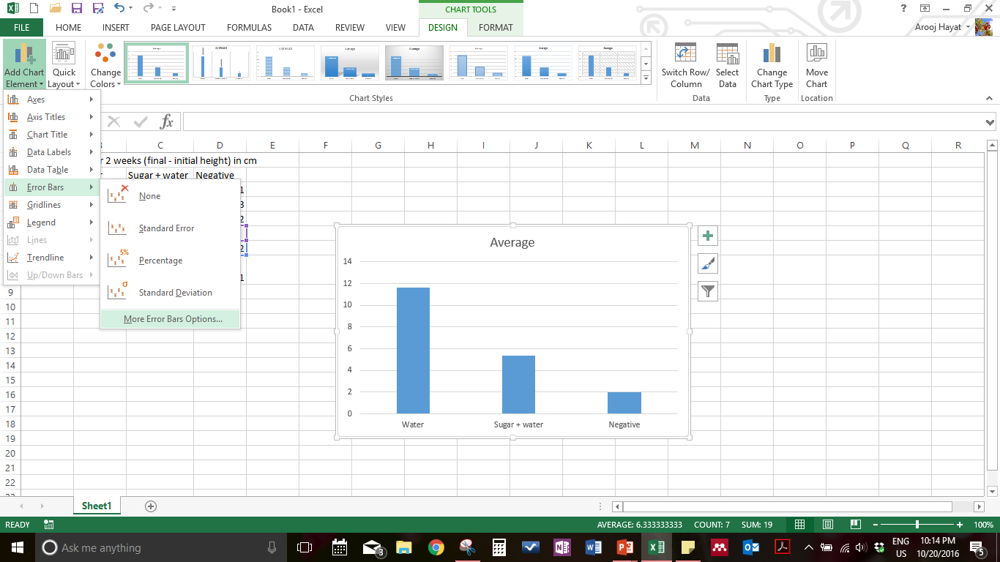 Book1 - Excel
CHART TOOLS
?
FILE HOME INSERT PAGE LAYOUT FORMULAS DATA REVIEW VIEW DESIGN FORMAT
Arooj Hayat
Add Chart Element
Quick Layout
Change Colors
Chart Styles
Switch Row/ Column
Select Data
Data
Change Chart Type
Type
Move Chart
Location
fx
Axes
Axis Titles
Chart Title
Data Labels
Data Table
Error Bars
Gridlines
Legend
Lines
Trendline
Up/Down Bars
None
Standard Error
5%
Percentage
σ
Standard Deviation
More Error Bars Options...
C D E F G H I J K L M N O P Q R
r 2 weeks (final - initial height) in cm
Sugar + water Negative
1
3
2
2
1
9
10
11
12
13
14
15
16
17
18
19
20
21
22
Average
14
12
10
8
6
4
2
0
Water Sugar + water Negative
Sheet1
READY
AVERAGE: 6.333333333 COUNT: 7 SUM: 19
100%
Ask me anything
3
ENG
US
10:14 PM
10/20/2016
5